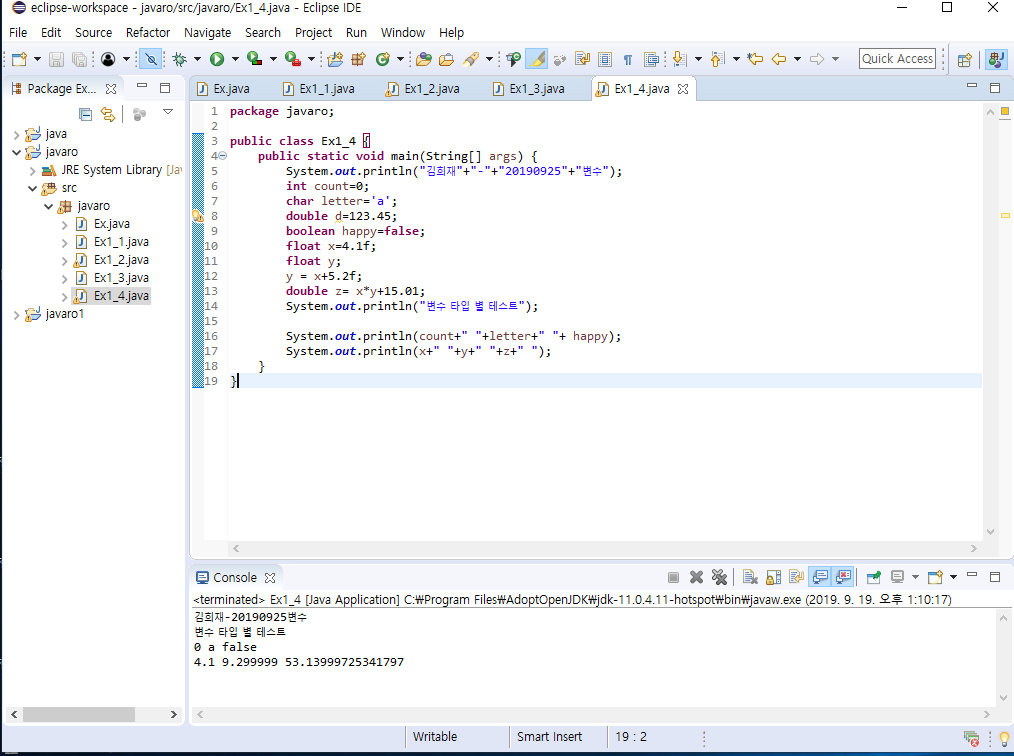 eclipse-workspace - javaro/src/javaro/Ex1_4.java - Eclipse IDE
File Edit Source Refactor Navigate Search Project Run Window Help
Quick Access
Package Ex...
Ex.java Ex1_1.java Ex1_2.java Ex1_3.java Ex1_4.java
java
javaro
JRE System Library [Jav
src
javaro
Ex.java
Ex1_1.java
Ex1_2.java
Ex1_3.java
Ex1_4.java
javaro1
1 package javaro;
2
3 public class Ex1_4 {
4 public static void main(String[] args) {
5 System.out.println("김희재"+"-"+"20190925"+"변수");
6 int count=0;
7 char letter='a';
8 double d=123.45;
9 boolean happy=false;
10 float x=4.1f;
11 float y;
12 y = x+5.2f;
13 double z= x*y+15.01;
14 System.out.println("변수 타입 별 테스트");
15
16 System.out.println(count+" "+letter+" "+ happy);
17 System.out.println(x+" "+y+" "+z+" ");
18 }
19 }
Console
<terminated> Ex1_4 [Java Application] C:₩Program Files₩AdoptOpenJDK₩jdk-11.0.4.11-hotspot₩bin₩javaw.exe (2019. 9. 19. 오후 1:10:17)
김희재-20190925변수
변수 타입 별 테스트
0 a false
4.1 9.299999 53.13999725341797
Writable Smart Insert 19 : 2